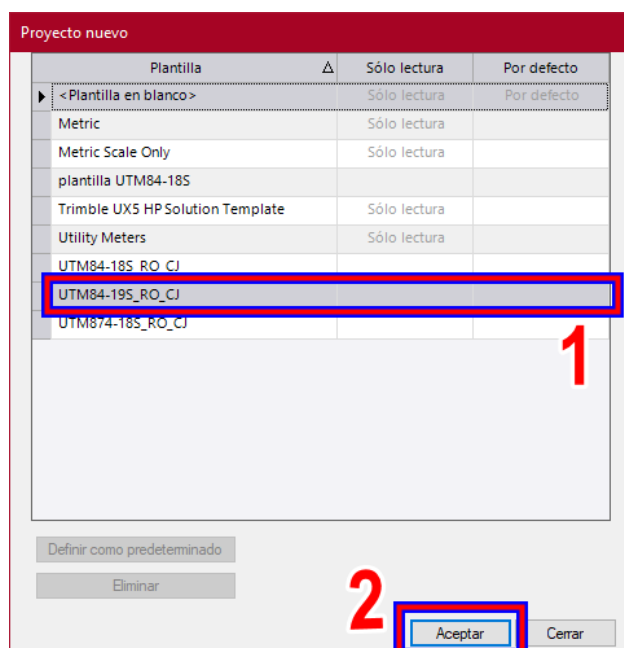 Proyecto nuevo
Plantilla Sólo lectura Por defecto
<Plantilla en blanco> Sólo lectura Por defecto
Metric Sólo lectura
Metric Scale Only Sólo lectura
plantilla UTM84-18S
Trimble UX5 HP Solution Template Sólo lectura
Utility Meters Sólo lectura
UTM84-18S_RO_CJ
UTM84-19S_RO_CJ
UTM874-18S_RO_CJ
1
Definir como predeterminado
Eliminar
2
Aceptar Cerrar